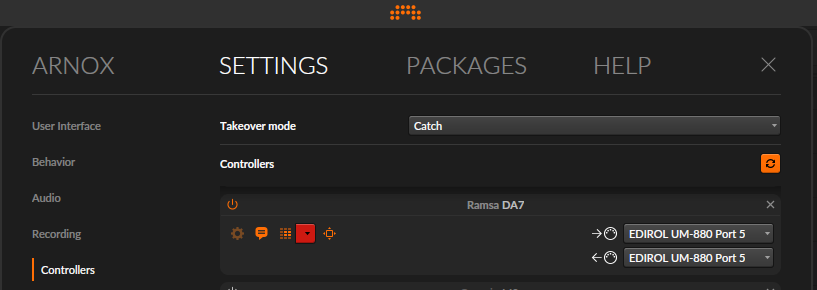 ARNOX SETTINGS PACKAGES HELP
User Interface
Behavior
Audio
Recording
Controllers
Takeover mode Catch
Controllers
Ramsa DA7
EDIROL UM-880 Port 5
EDIROL UM-880 Port 5